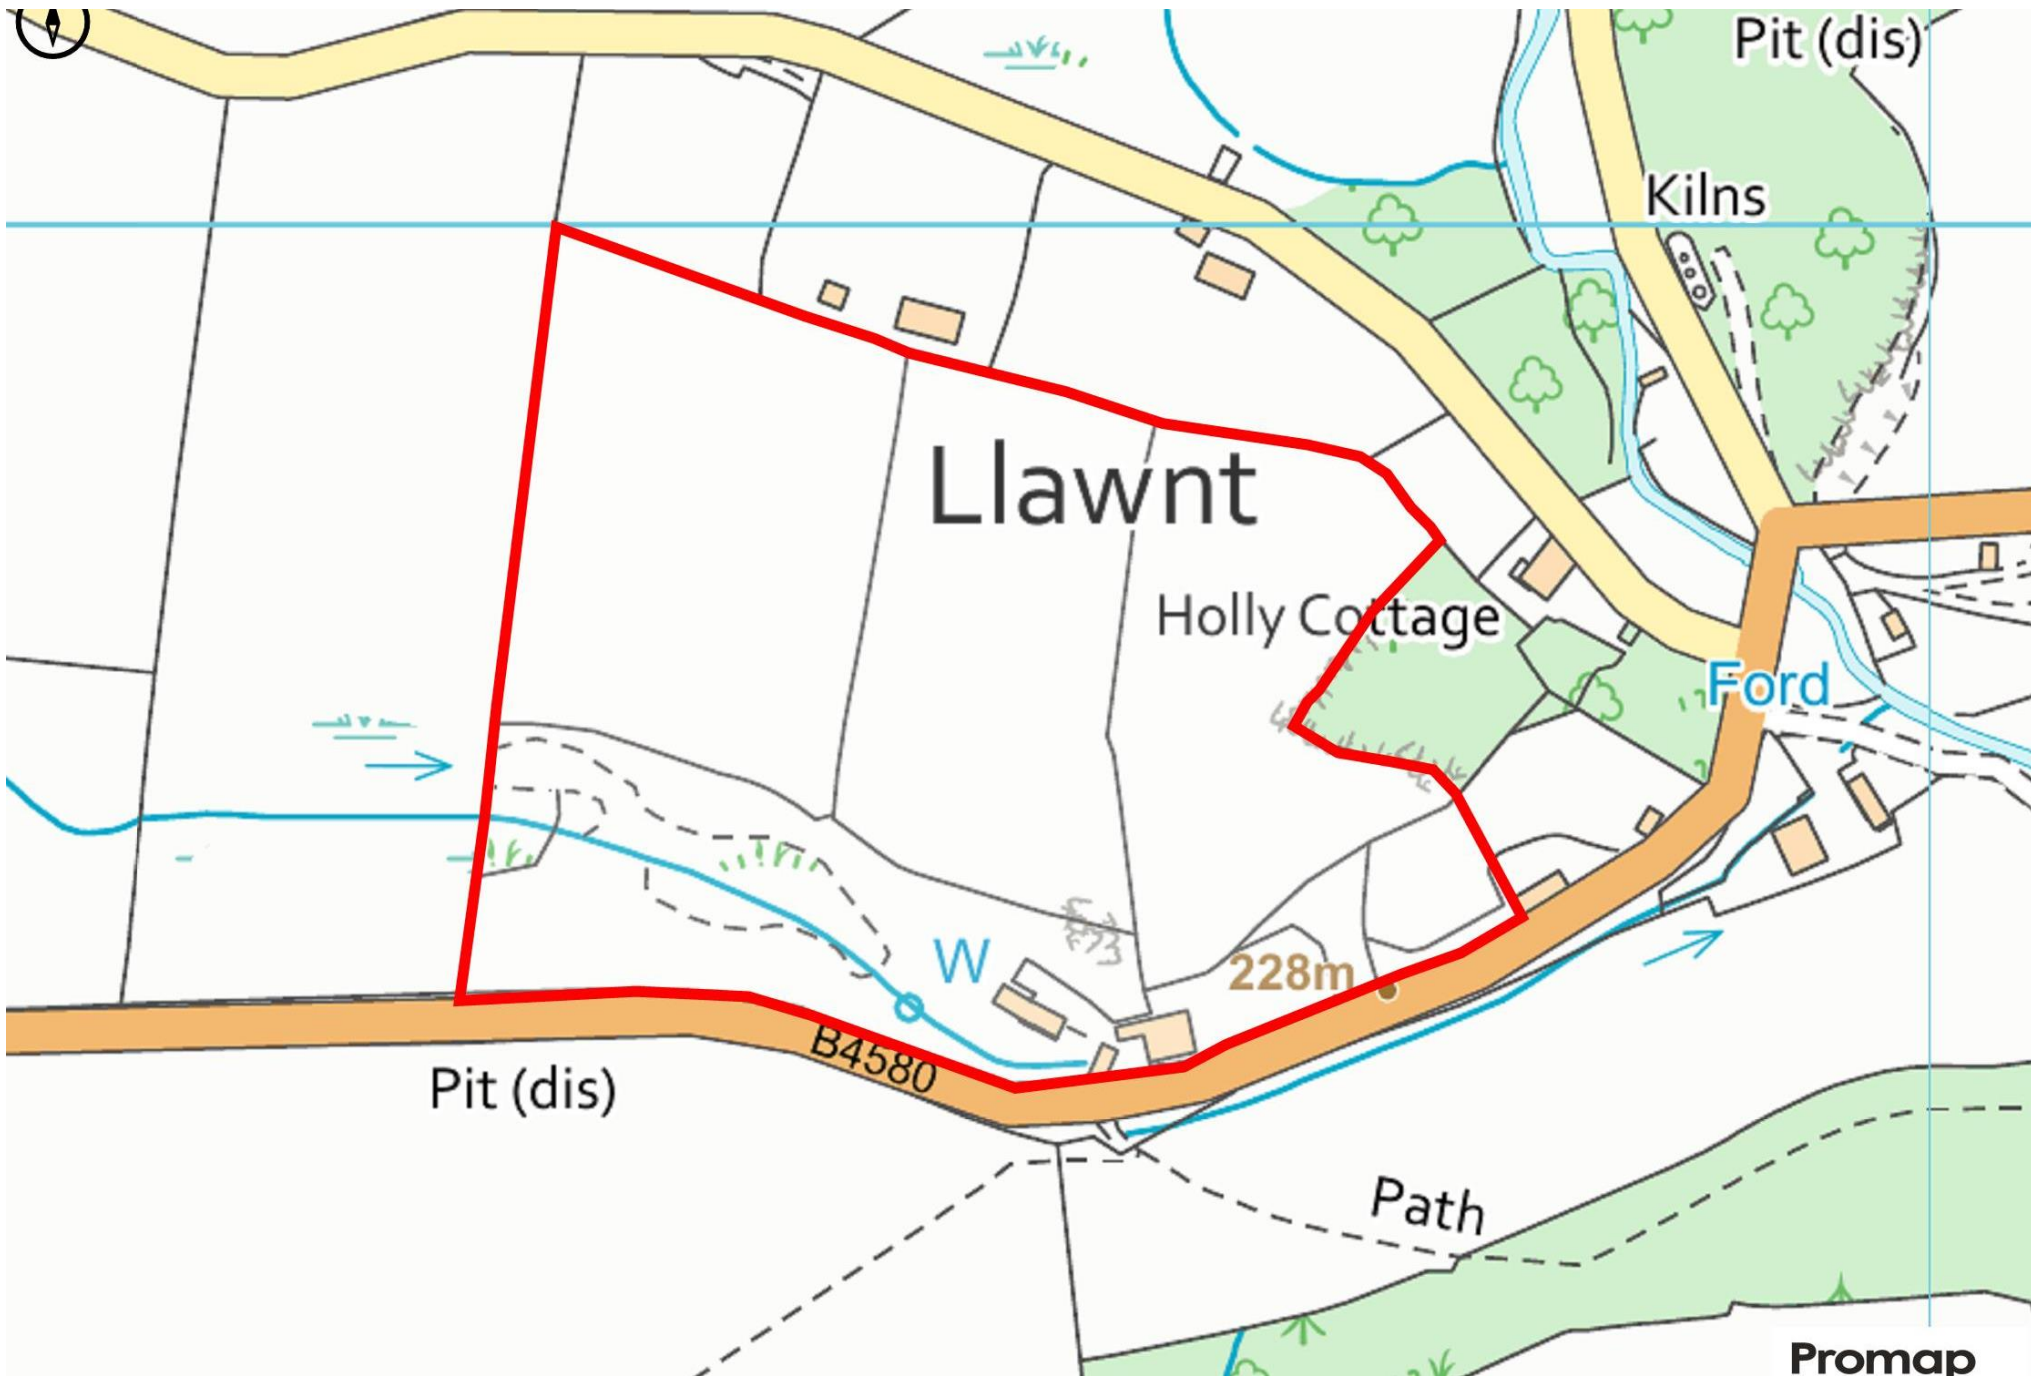 Pit (dis)
Kilns
Llawnt
Holly Cottage
Ford
W
228m
B4580
Pit (dis)
Path
Promap